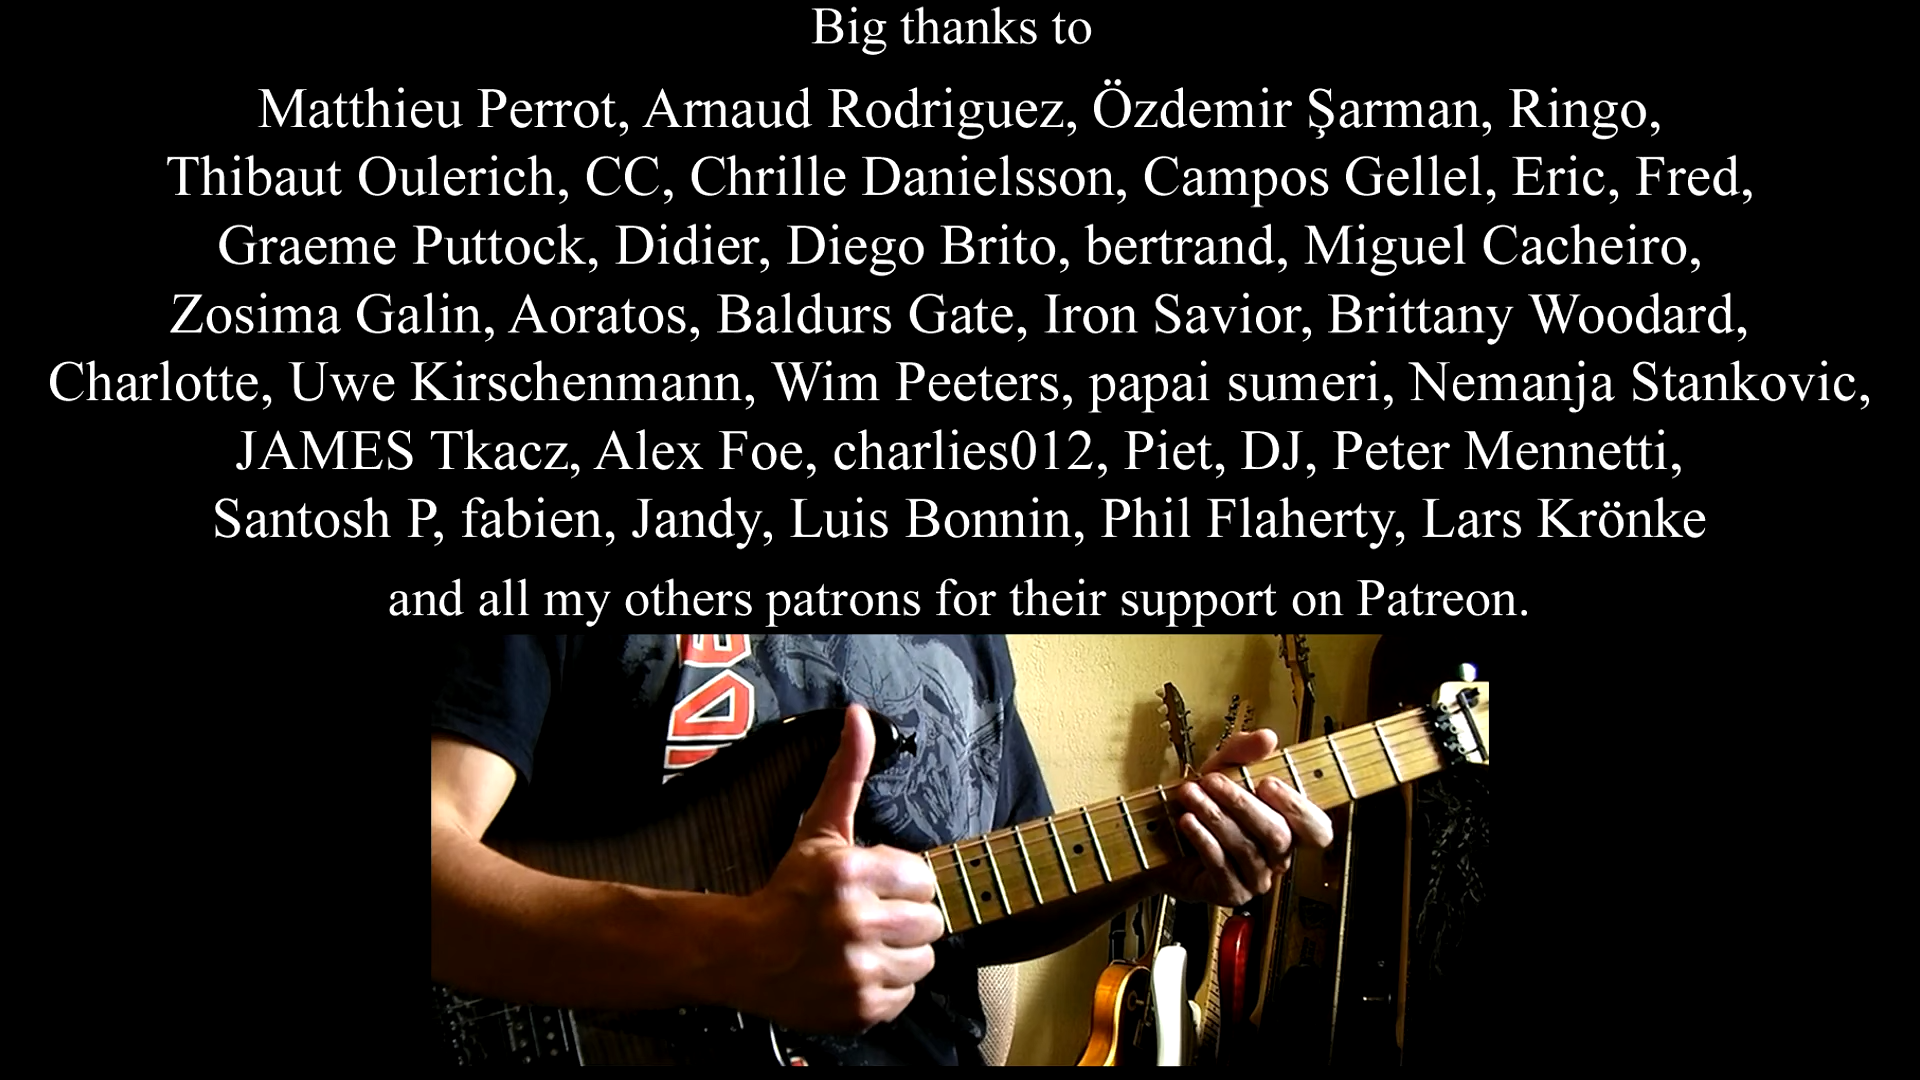 Big thanks to
Matthieu Perrot, Arnaud Rodriguez, Özdemir Şarman, Ringo,
Thibaut Oulerich, CC, Chrille Danielsson, Campos Gellel, Eric, Fred,
Graeme Puttock, Didier, Diego Brito, bertrand, Miguel Cacheiro,
Zosima Galin, Aoratos, Baldurs Gate, Iron Savior, Brittany Woodard,
Charlotte, Uwe Kirschenmann, Wim Peeters, papai sumeri, Nemanja Stankovic,
JAMES Tkacz, Alex Foe, charlies012, Piet, DJ, Peter Mennetti,
Santosh P, fabien, Jandy, Luis Bonnin, Phil Flaherty, Lars Krönke
and all my others patrons for their support on Patreon.